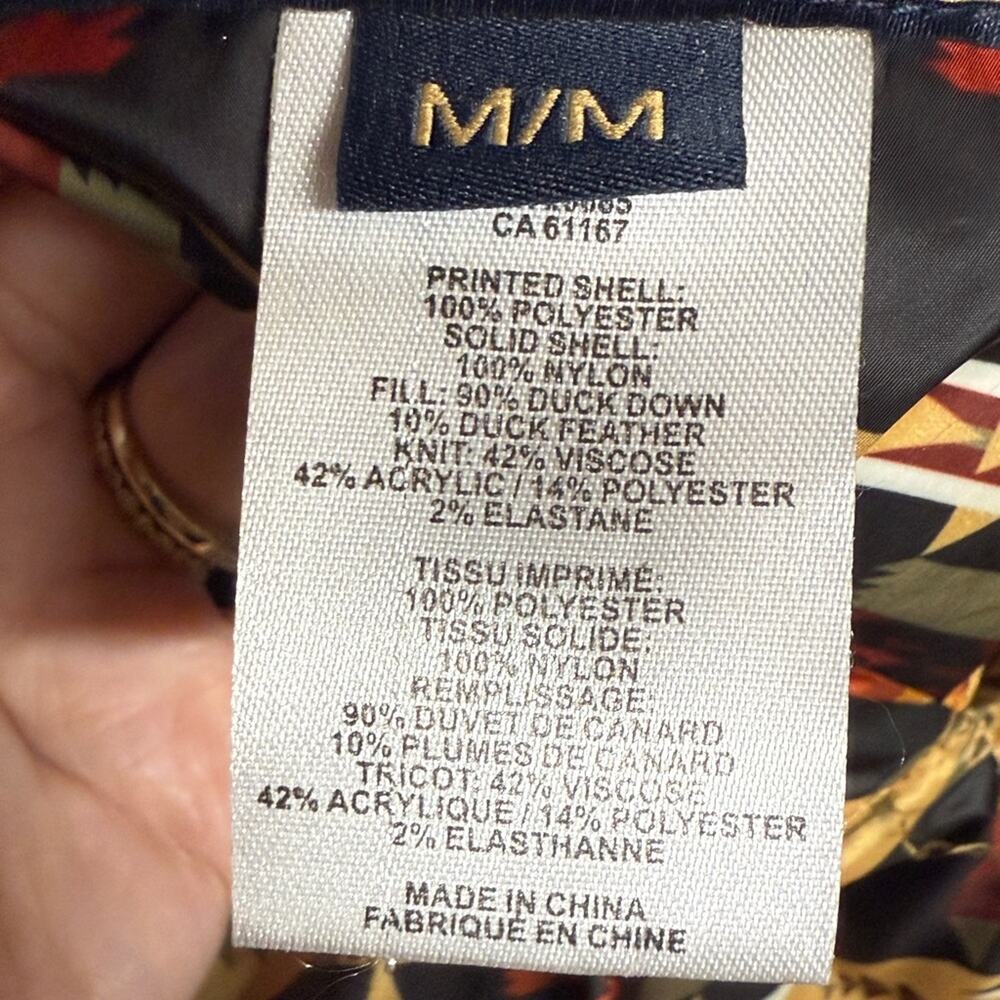 M/M
CA 61167
PRINTED SHELL:
100% POLYESTER
SOLID SHELL:
100% NYLON
FILL: 90% DUCK DOWN
10% DUCK FEATHER
KNIT: 42% VISCOSE
42% ACRYLIC / 14% POLYESTER
2% ELASTANE
TISSU IMPRIMÉ:
100% POLYESTER
TISSU SOLIDE:
100% NYLON
REMPLISSAGE:
90% DUVET DE CANARD
10% PLUMES DE CANARD
TRICOT: 42% VISCOSE
42% ACRYLIQUE / 14% POLYESTER
2% ELASTHANNE
MADE IN CHINA
FABRIQUE EN CHINE